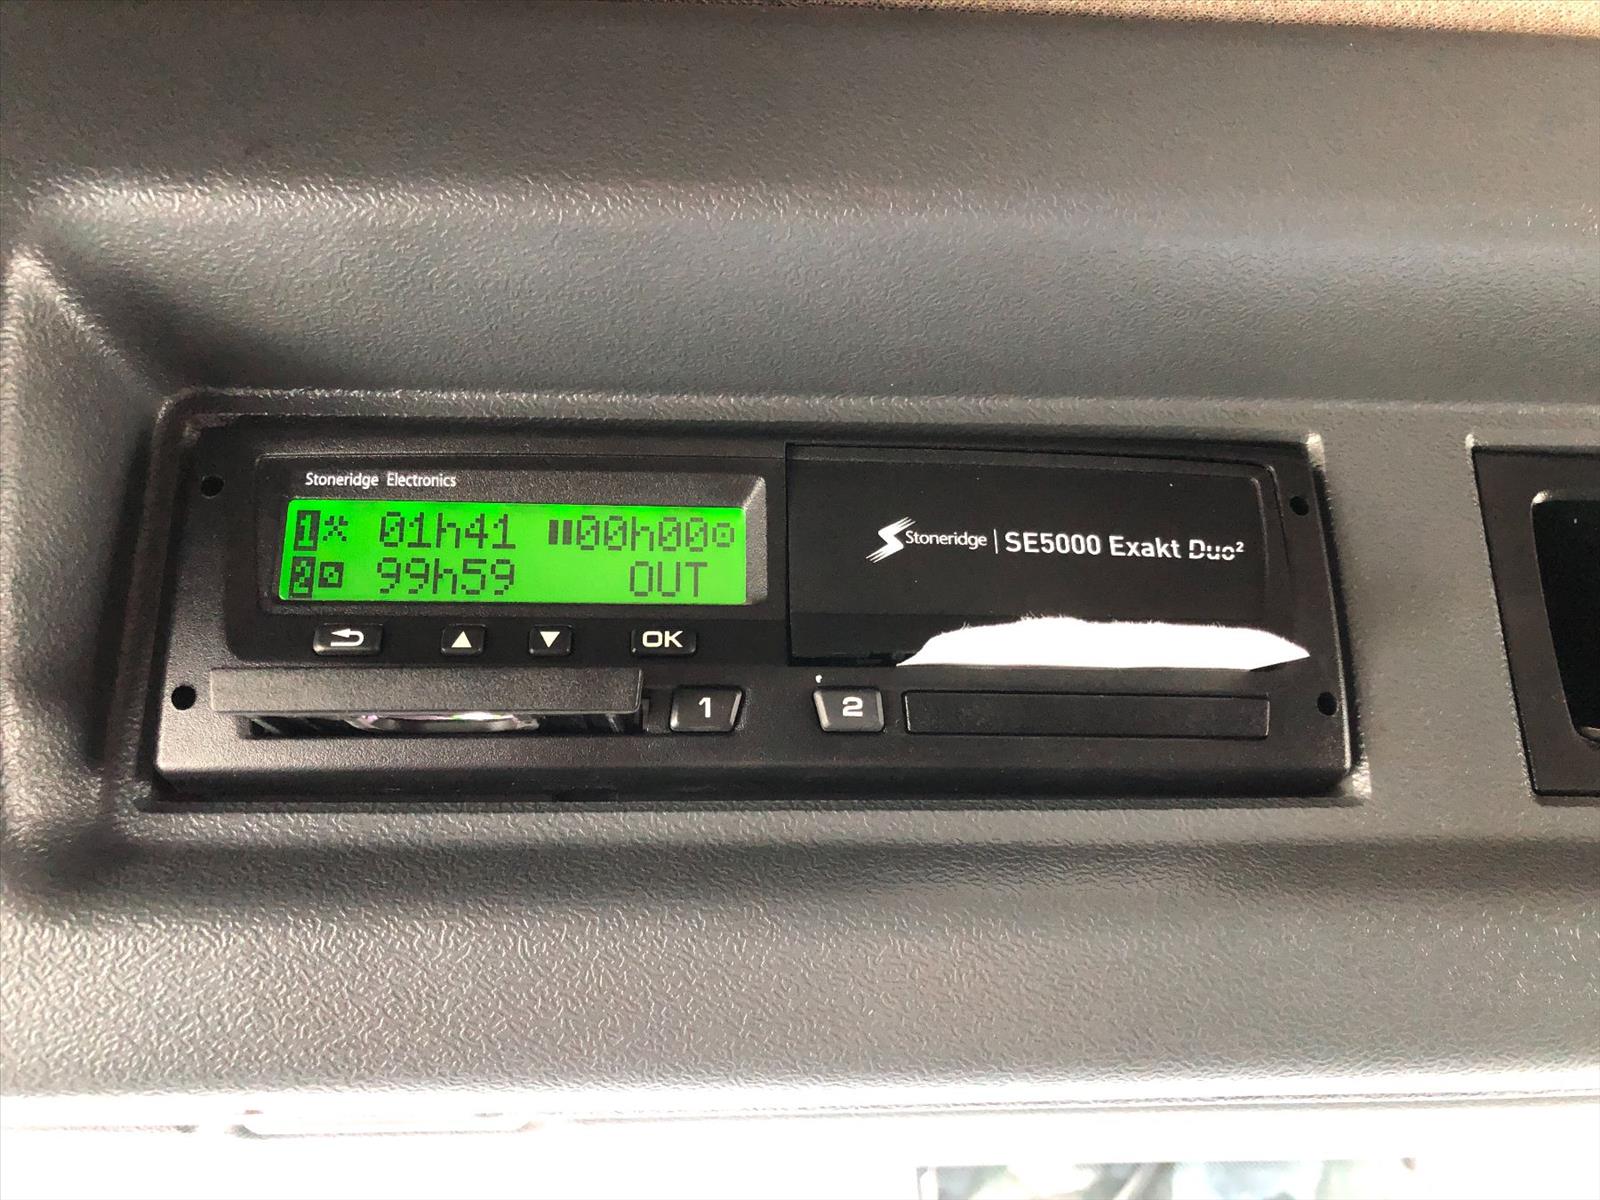 Stoneridge Electronics
1 01h41 00h00
2 99h59 OUT
OK
Stoneridge | SE5000 Exakt Duo²
1
2